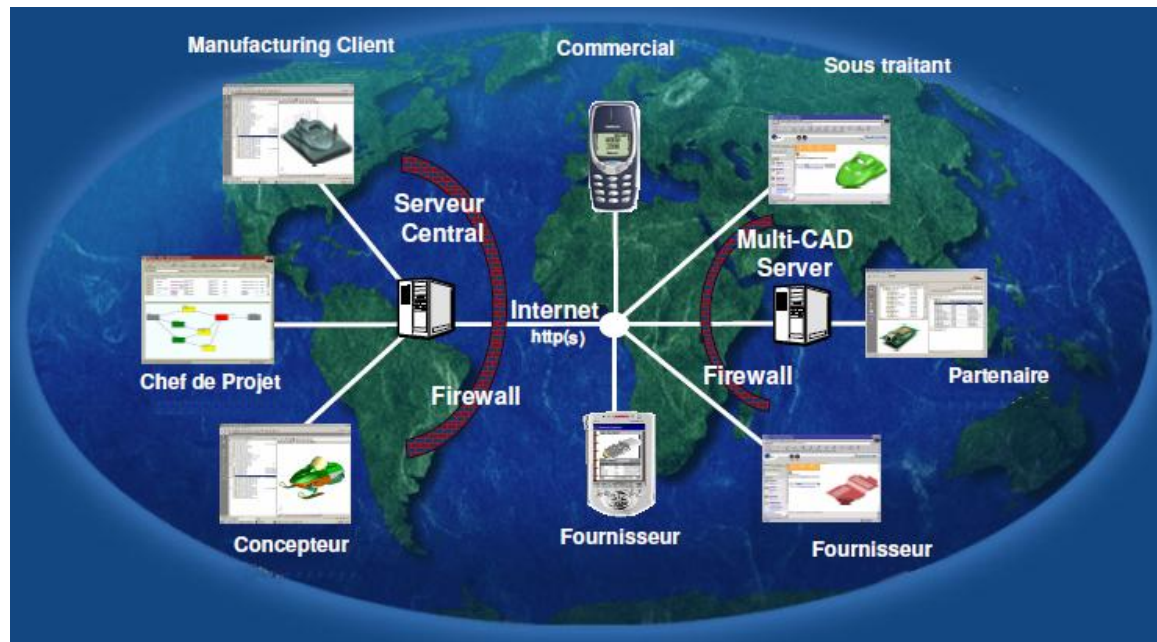 Manufacturing Client
Commercial
Sous traitant
Serveur
Central
Multi-CAD
Server
Internet
http(s)
Chef de Projet
Firewall
Firewall
Partenaire
Concepteur
Fournisseur
Fournisseur